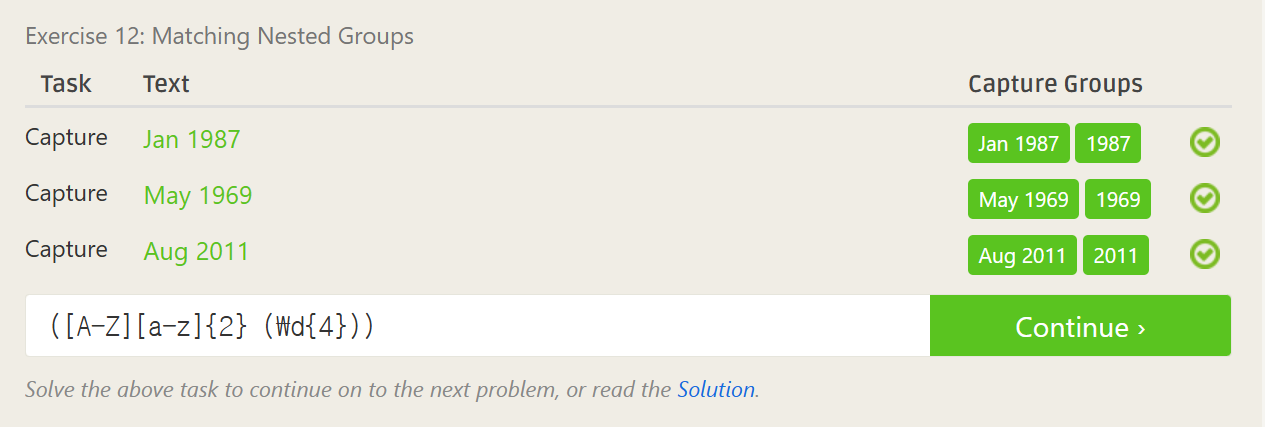 Exercise 12: Matching Nested Groups
Task Text Capture Groups
Capture Jan 1987 Jan 1987 1987
Capture May 1969 May 1969 1969
Capture Aug 2011 Aug 2011 2011
([A-Z][a-z]{2} (₩d{4})) Continue ›
Solve the above task to continue on to the next problem, or read the Solution.